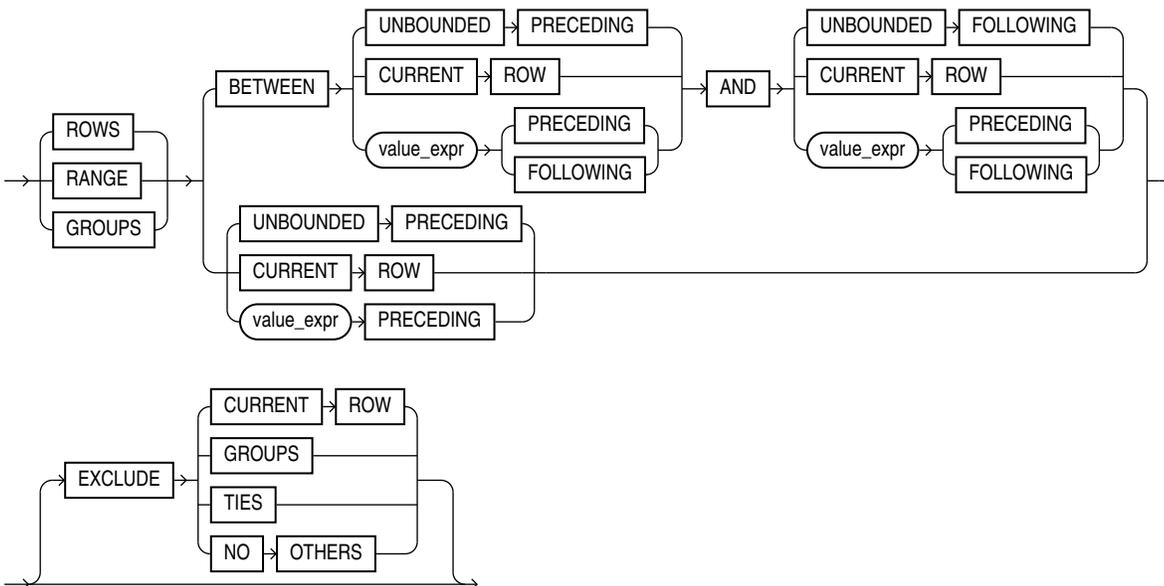 UNBOUNDED PRECEDING UNBOUNDED FOLLOWING
CURRENT ROW CURRENT ROW
BETWEEN AND
ROWS PRECEDING PRECEDING
value_expr value_expr
RANGE FOLLOWING FOLLOWING
GROUPS UNBOUNDED PRECEDING
CURRENT ROW
value_expr PRECEDING
CURRENT ROW
GROUPS
EXCLUDE
TIES
NO OTHERS